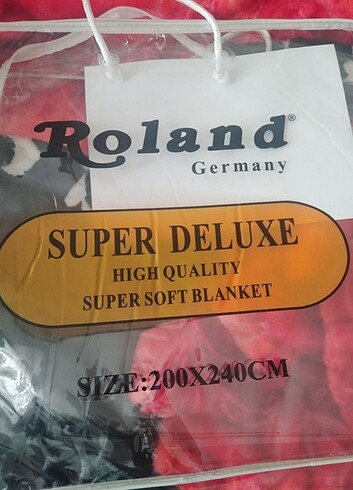 Roland®
Germany
SUPER DELUXE
HIGH QUALITY
SUPER SOFT BLANKET
SIZE:200X240CM